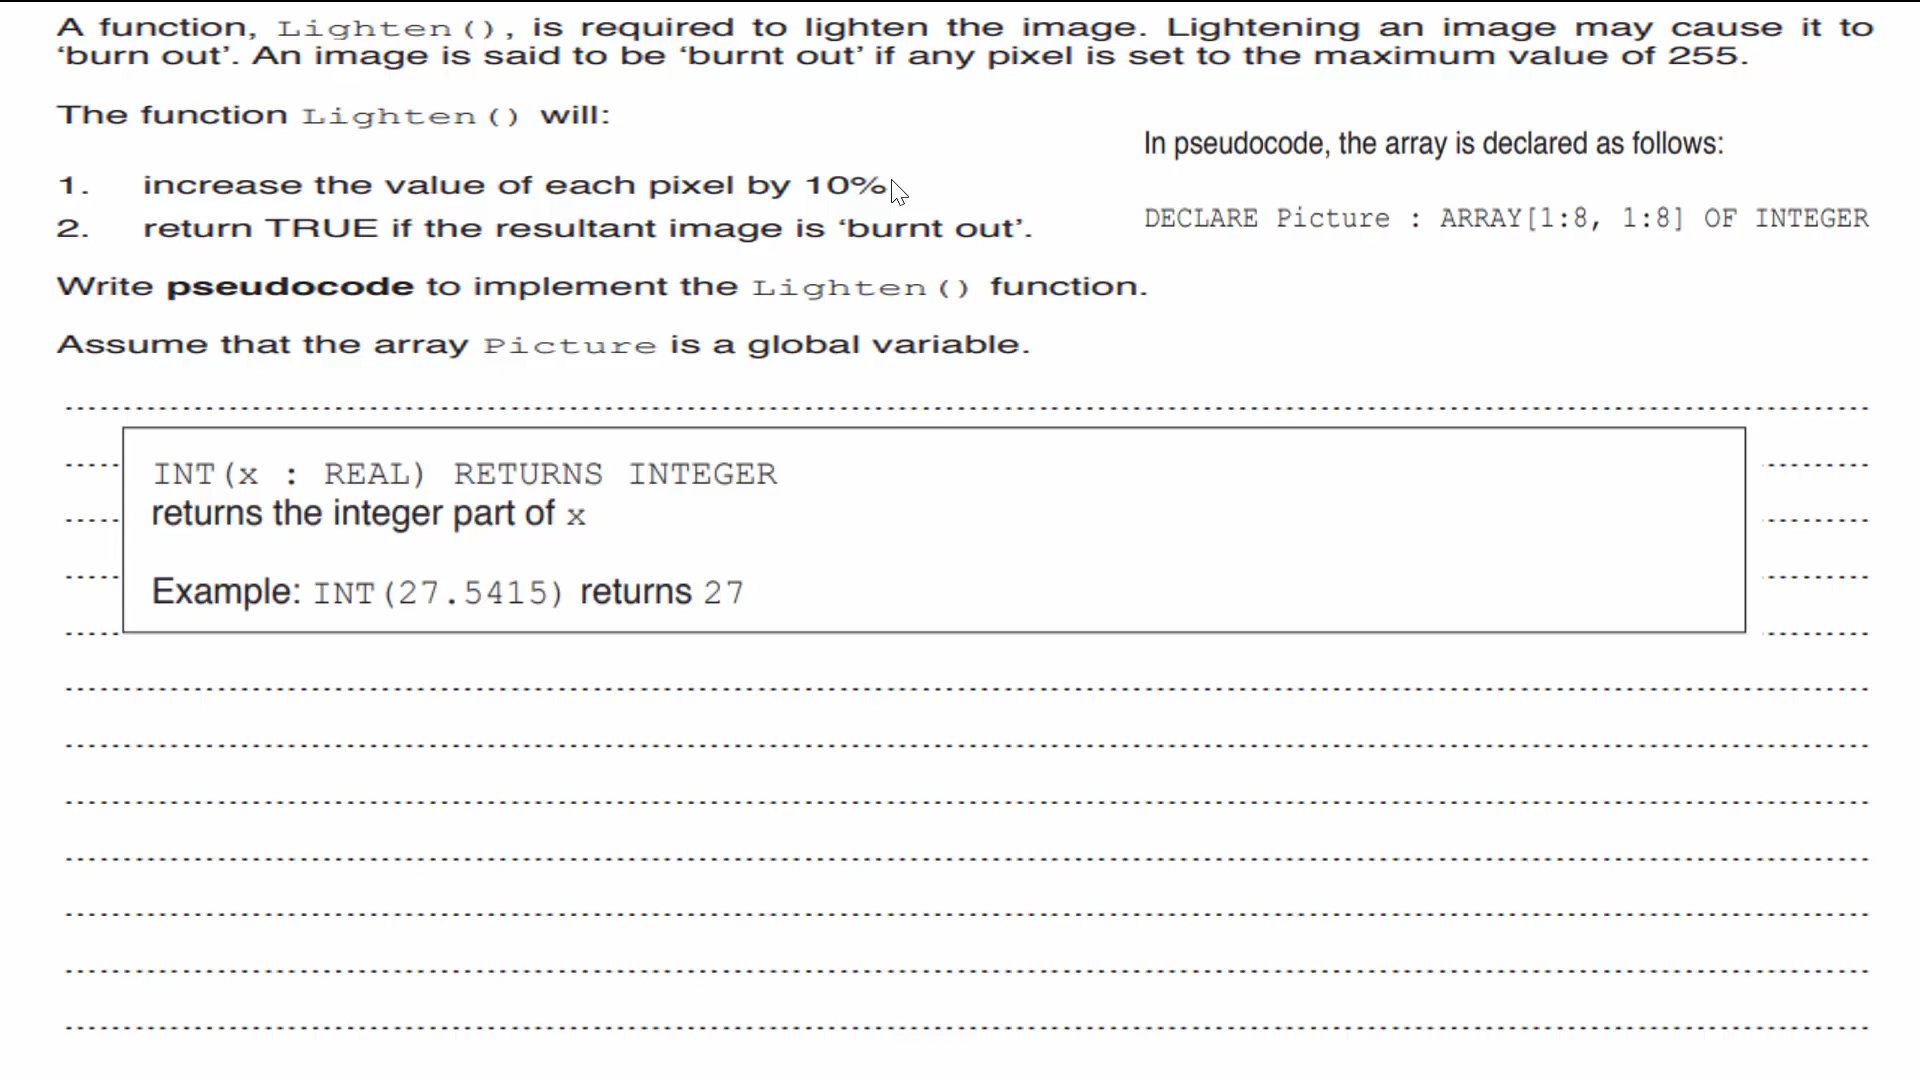 A function, Lighten(), is required to lighten the image. Lightening an image may cause it to
‘burn out’. An image is said to be ‘burnt out’ if any pixel is set to the maximum value of 255.
The function Lighten() will:
In pseudocode, the array is declared as follows:
1. increase the value of each pixel by 10%
2. return TRUE if the resultant image is ‘burnt out’.
DECLARE Picture : ARRAY[1:8, 1:8] OF INTEGER
Write pseudocode to implement the Lighten() function.
Assume that the array Picture is a global variable.
INT(x : REAL) RETURNS INTEGER
returns the integer part of x
Example: INT(27.5415) returns 27